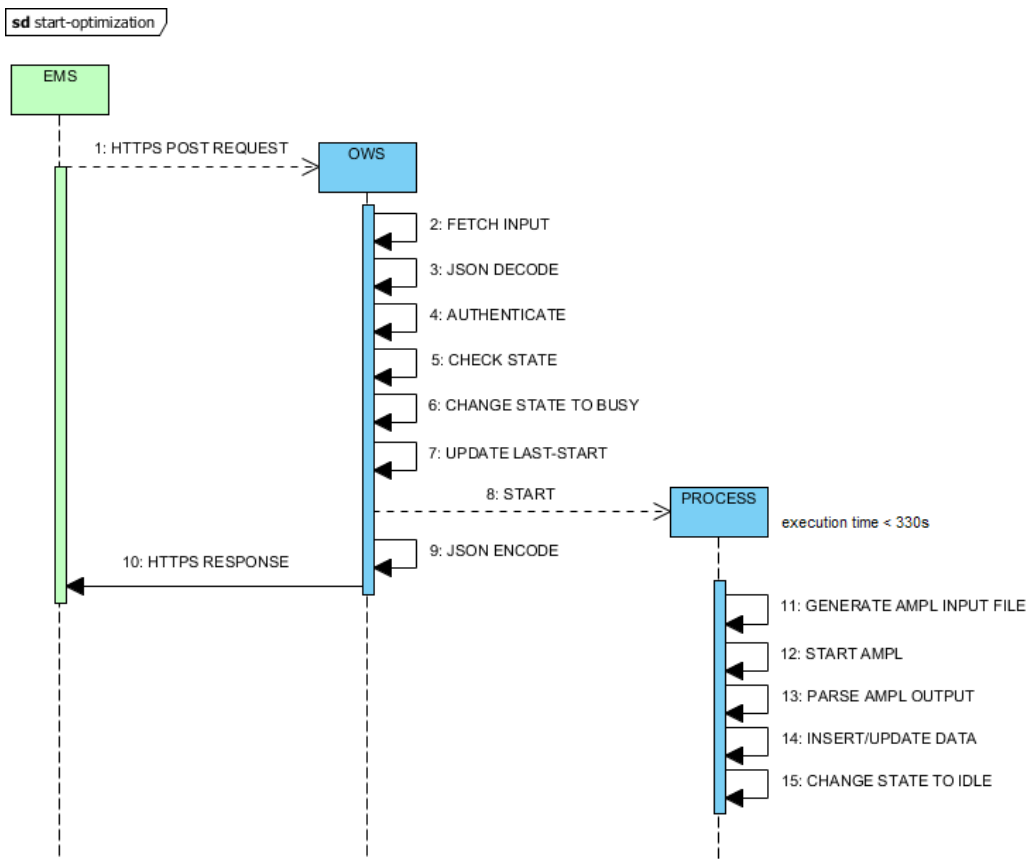 sd start-optimization
EMS
1: HTTPS POST REQUEST
OWS
2: FETCH INPUT
3: JSON DECODE
4: AUTHENTICATE
5: CHECK STATE
6: CHANGE STATE TO BUSY
7: UPDATE LAST-START
8: START
PROCESS
execution time < 330s
9: JSON ENCODE
10: HTTPS RESPONSE
11: GENERATE AMPL INPUT FILE
12: START AMPL
13: PARSE AMPL OUTPUT
14: INSERT/UPDATE DATA
15: CHANGE STATE TO IDLE